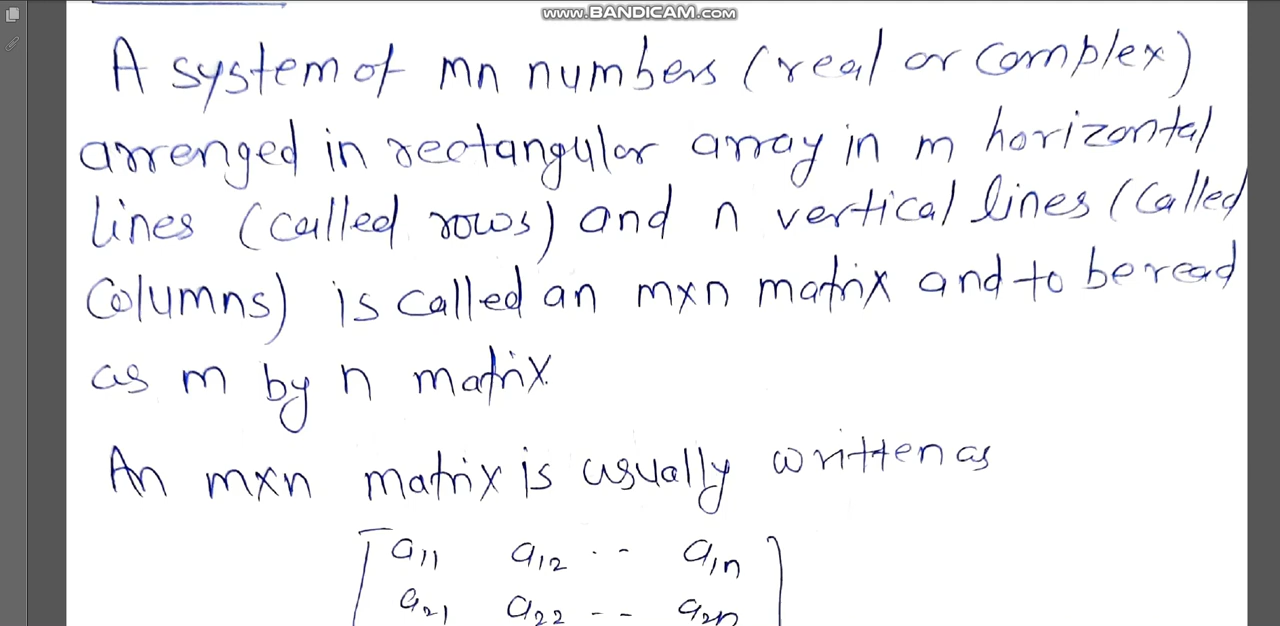 www.BANDICAM.com
A system of mn numbers (real or complex)
arrenged in rectangular array in m horizontal
lines (called rows) and n vertical lines (called
columns) is called an mxn matrix and to be read
as m by n matrix.
An mxn matrix is usually written as
a11 a12 .. a1n
a21 a22 .. a2n